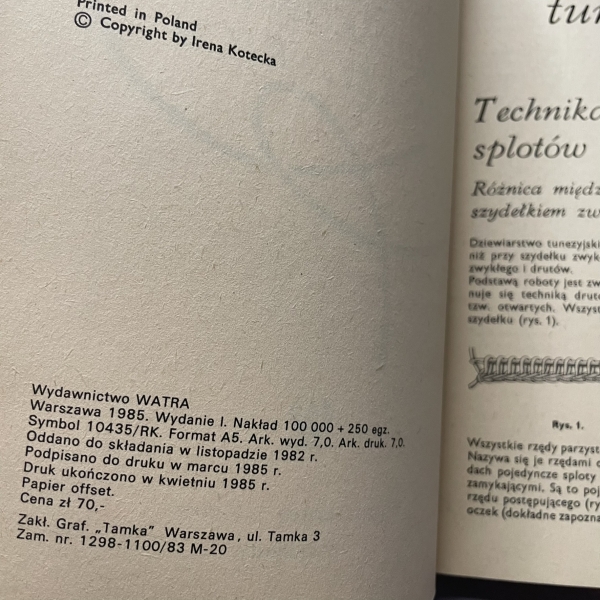 Printed in Poland
© Copyright by Irena Kotecka
Wydawnictwo WATRA
Warszawa 1985. Wydanie I. Nakład 100 000 + 250 egz.
Symbol 10435/RK. Format A5. Ark. wyd. 7,0. Ark. druk. 7,0.
Oddano do składania w listopadzie 1982 r.
Podpisano do druku w marcu 1985 r.
Druk ukończono w kwietniu 1985 r.
Papier offset.
Cena zł 70,-
Zakł. Graf. „Tamka” Warszawa, ul. Tamka 3
Zam. nr. 1298-1100/83 M-20
tun
Technika
splotów
Różnica międz
szydełkiem zw
Dziewiarstwo tunezyjski
niż przy szydełku zwyk
zwykłego i drutów.
Podstawą roboty jest zw
nuje się techniką drut
tzw. otwartych. Wszyst
szydełku (rys. 1).
Rys. 1.
Wszystkie rzędy parzyst
Nazywa się je rzędami
dach pojedyncze sploty
zamykającymi. Są to poj
rzędu postępującego (ry
oczek (dokładne zapozna